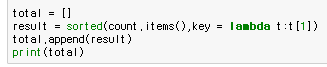 total = []
result = sorted(count,items(),key = lambda t:t[1])
total,append(result)
print(total)